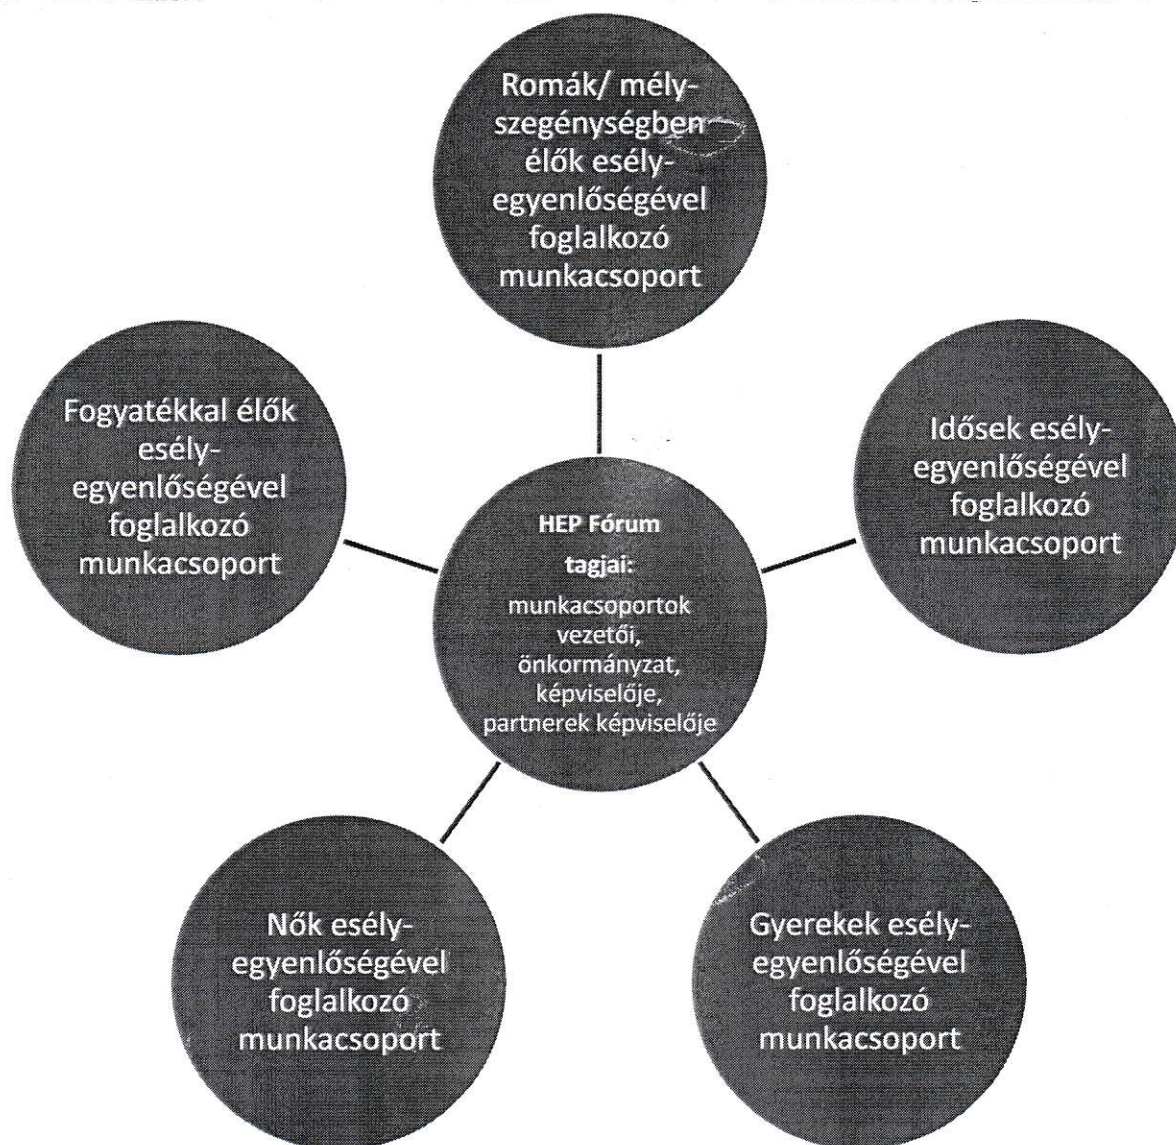 Romák/ mély-
szegénységben
élők esély-
egyenlőségével
foglalkozó
munkacsoport
Fogyatékkal élők
esély-
egyenlőségével
foglalkozó
munkacsoport
Idősek esély-
egyenlőségével
foglalkozó
munkacsoport
HEP Fórum
tagjai:
munkacsoportok
vezetői,
önkormányzat,
képviselője,
partnerek képviselője
Nők esély-
egyenlőségével
foglalkozó
munkacsoport
Gyerekek esély-
egyenlőségével
foglalkozó
munkacsoport